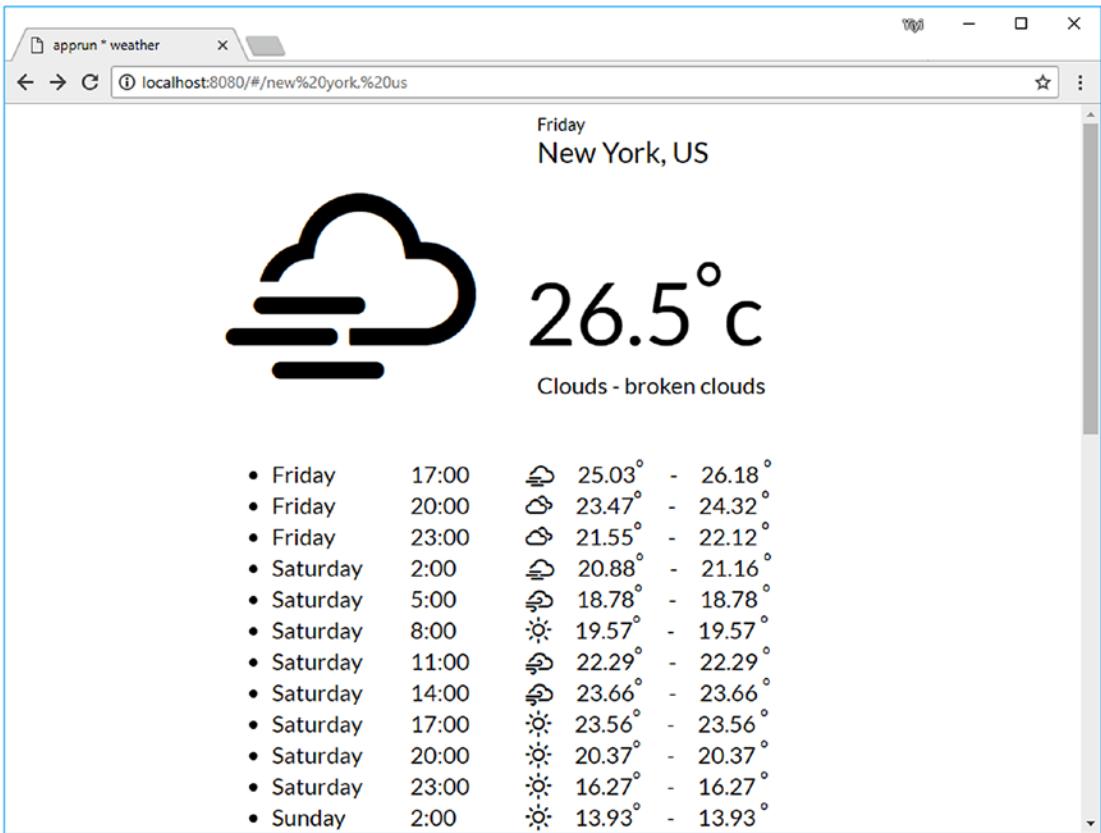 Yiyi
apprun * weather
localhost:8080/#/new%20york,%20us
Friday
New York, US
26.5°c
Clouds - broken clouds
• Friday 17:00 25.03° - 26.18°
• Friday 20:00 23.47° - 24.32°
• Friday 23:00 21.55° - 22.12°
• Saturday 2:00 20.88° - 21.16°
• Saturday 5:00 18.78° - 18.78°
• Saturday 8:00 19.57° - 19.57°
• Saturday 11:00 22.29° - 22.29°
• Saturday 14:00 23.66° - 23.66°
• Saturday 17:00 23.56° - 23.56°
• Saturday 20:00 20.37° - 20.37°
• Saturday 23:00 16.27° - 16.27°
• Sunday 2:00 13.93° - 13.93°